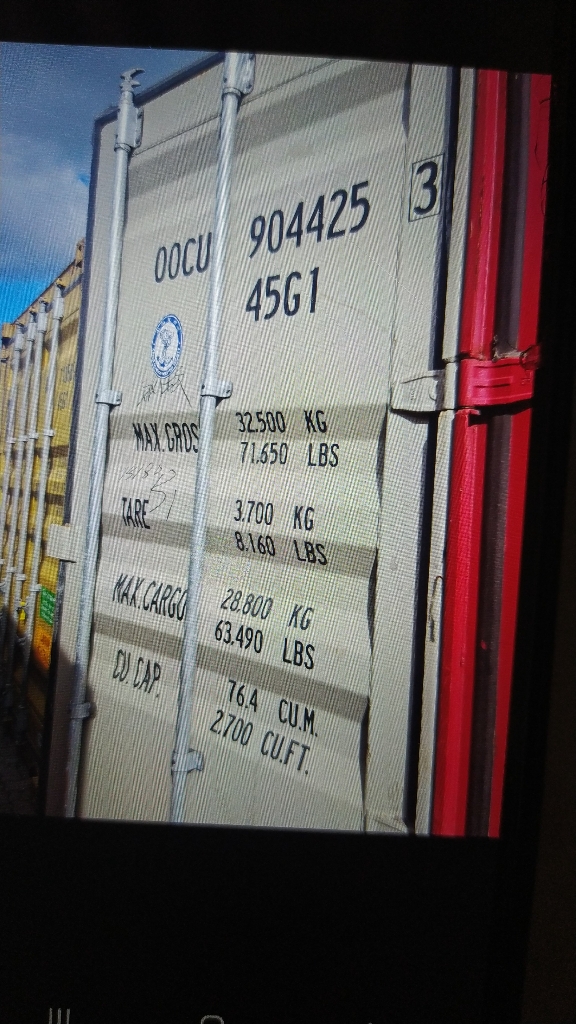 OOCU 904425 3
45G1
MAX.GROS 32.500 KG
71.650 LBS
TARE 3.700 KG
8.160 LBS
MAX.CARGO 28.800 KG
63.490 LBS
CU.CAP. 76.4 CU.M.
2.700 CU.FT.